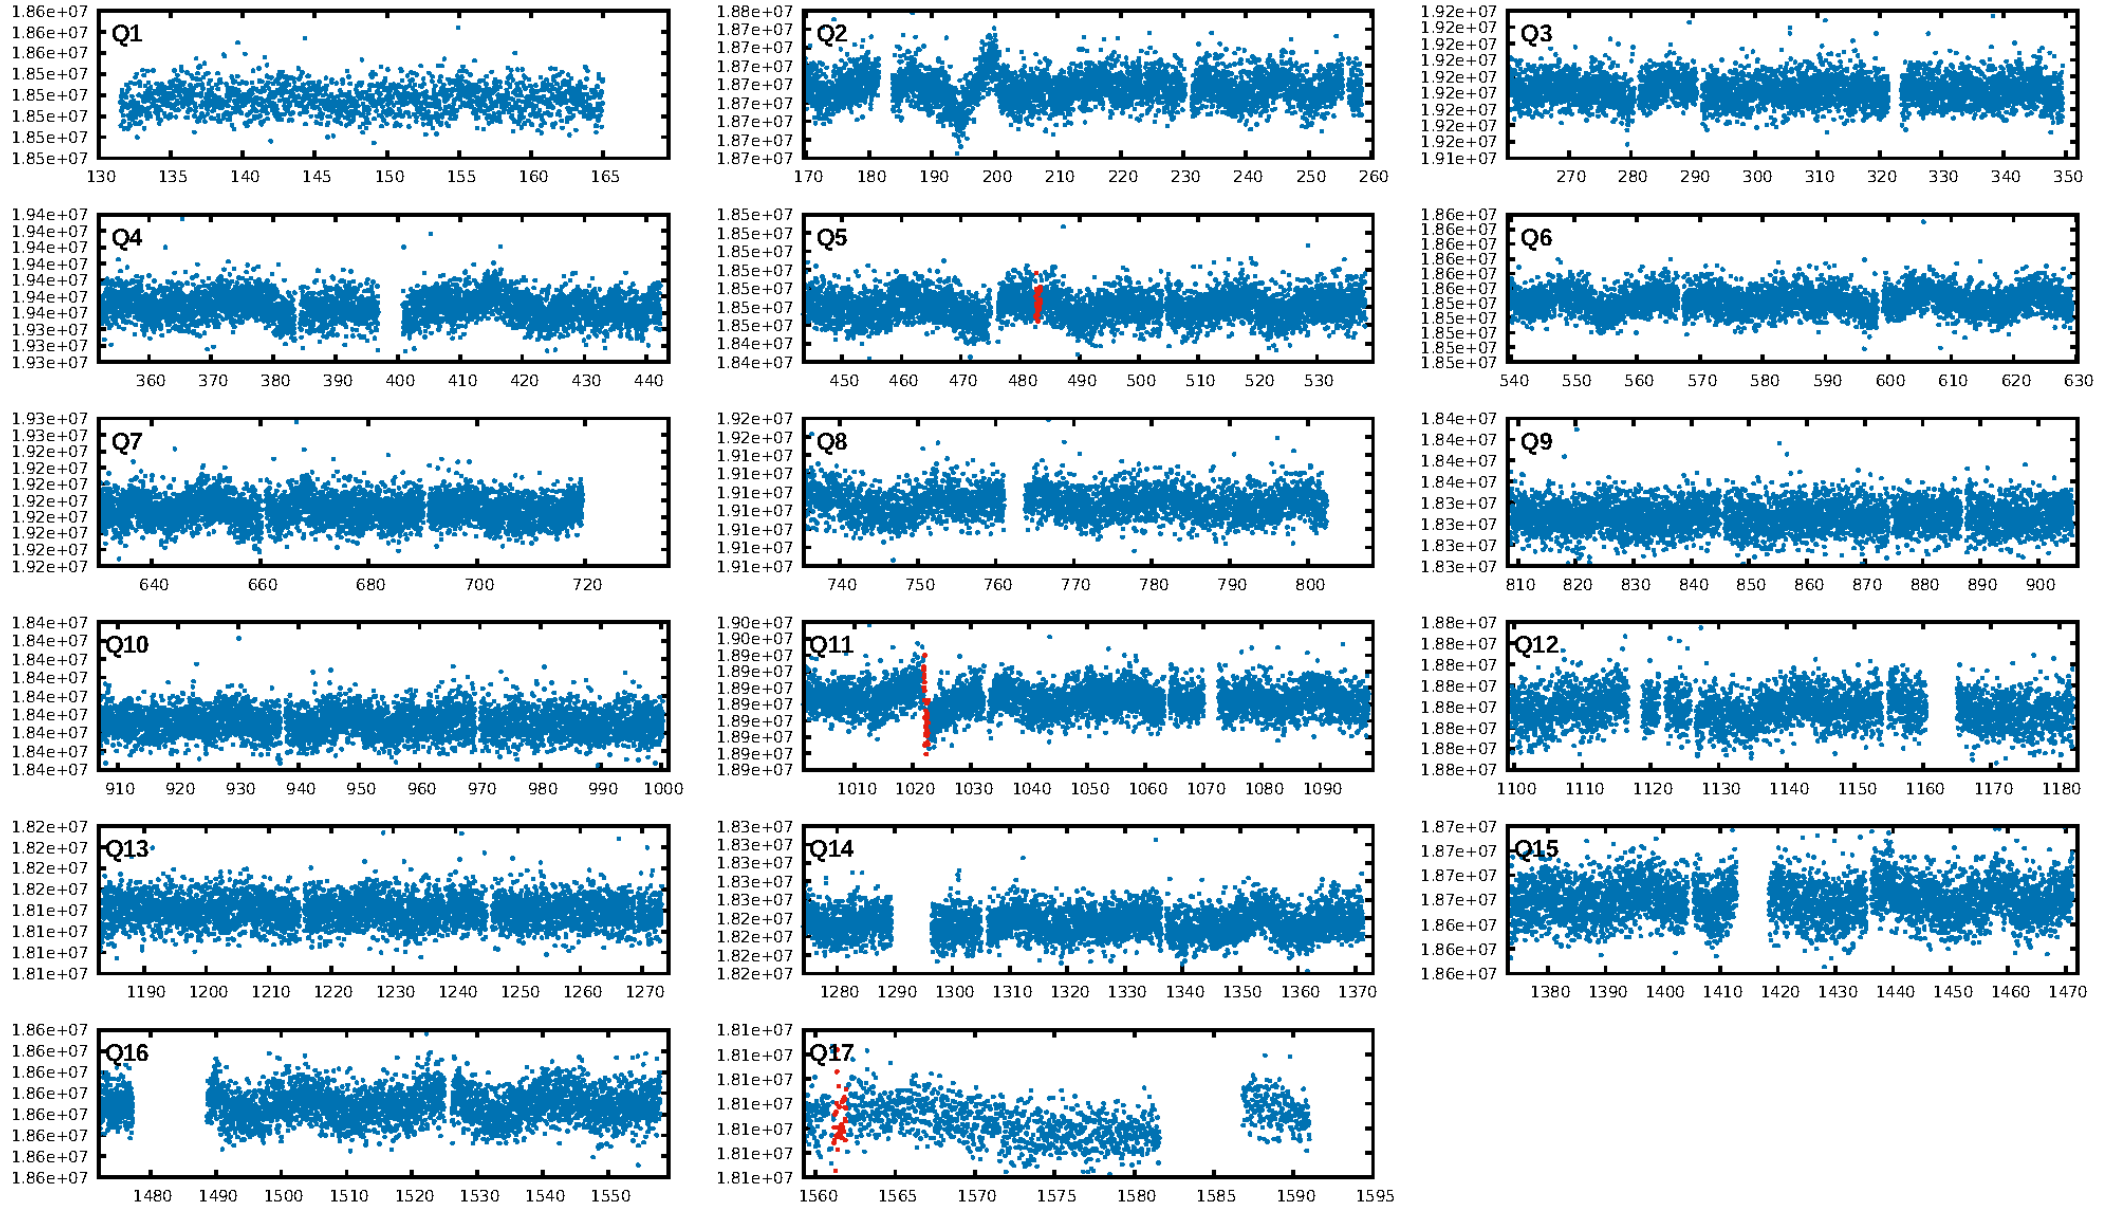 1.86e+07
1.86e+07
1.86e+07
1.85e+07
1.85e+07
1.85e+07
1.85e+07
1.85e+07
Q1
130 135 140 145 150 155 160 165
1.88e+07
1.87e+07
1.87e+07
1.87e+07
1.87e+07
1.87e+07
1.87e+07
1.87e+07
1.87e+07
Q2
170 180 190 200 210 220 230 240 250 260
1.92e+07
1.92e+07
1.92e+07
1.92e+07
1.92e+07
1.92e+07
1.92e+07
1.92e+07
1.92e+07
1.91e+07
Q3
270 280 290 300 310 320 330 340 350
1.94e+07
1.94e+07
1.94e+07
1.94e+07
1.94e+07
1.94e+07
1.94e+07
1.93e+07
1.93e+07
1.93e+07
Q4
360 370 380 390 400 410 420 430 440
1.85e+07
1.85e+07
1.85e+07
1.85e+07
1.85e+07
1.85e+07
1.85e+07
1.84e+07
1.84e+07
Q5
450 460 470 480 490 500 510 520 530
1.86e+07
1.86e+07
1.86e+07
1.86e+07
1.86e+07
1.86e+07
1.85e+07
1.85e+07
1.85e+07
1.85e+07
1.85e+07
Q6
540 550 560 570 580 590 600 610 620 630
1.93e+07
1.93e+07
1.92e+07
1.92e+07
1.92e+07
1.92e+07
1.92e+07
1.92e+07
1.92e+07
1.92e+07
Q7
640 660 680 700 720
1.92e+07
1.92e+07
1.91e+07
1.91e+07
1.91e+07
1.91e+07
1.91e+07
1.91e+07
1.91e+07
Q8
740 750 760 770 780 790 800
1.84e+07
1.84e+07
1.84e+07
1.84e+07
1.83e+07
1.83e+07
1.83e+07
1.83e+07
Q9
810 820 830 840 850 860 870 880 890 900
1.84e+07
1.84e+07
1.84e+07
1.84e+07
1.84e+07
1.84e+07
1.84e+07
1.84e+07
Q10
910 920 930 940 950 960 970 980 990 1000
1.90e+07
1.90e+07
1.89e+07
1.89e+07
1.89e+07
1.89e+07
1.89e+07
1.89e+07
1.89e+07
1.89e+07
Q11
1010 1020 1030 1040 1050 1060 1070 1080 1090
1.88e+07
1.88e+07
1.88e+07
1.88e+07
1.88e+07
1.88e+07
1.88e+07
1.88e+07
Q12
1100 1110 1120 1130 1140 1150 1160 1170 1180
1.82e+07
1.82e+07
1.82e+07
1.82e+07
1.81e+07
1.81e+07
1.81e+07
1.81e+07
Q13
1190 1200 1210 1220 1230 1240 1250 1260 1270
1.83e+07
1.83e+07
1.83e+07
1.83e+07
1.83e+07
1.82e+07
1.82e+07
1.82e+07
1.82e+07
Q14
1280 1290 1300 1310 1320 1330 1340 1350 1360 1370
1.87e+07
1.87e+07
1.87e+07
1.87e+07
1.86e+07
1.86e+07
1.86e+07
Q15
1380 1390 1400 1410 1420 1430 1440 1450 1460 1470
1.86e+07
1.86e+07
1.86e+07
1.86e+07
1.86e+07
1.86e+07
1.86e+07
1.86e+07
Q16
1480 1490 1500 1510 1520 1530 1540 1550
1.81e+07
1.81e+07
1.81e+07
1.81e+07
1.81e+07
1.81e+07
1.81e+07
Q17
1560 1565 1570 1575 1580 1585 1590 1595